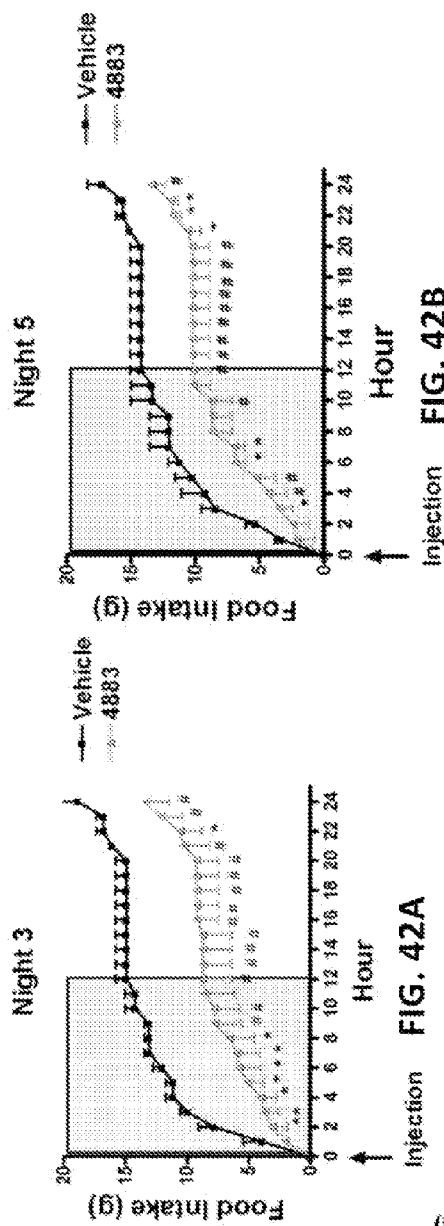 Night 3
Vehicle
4883
Food Intake (g)
20
15
10
5
0
0 2 4 6 8 10 12 14 16 18 20 22 24
Hour
Injection
FIG. 42A
Night 5
Vehicle
4883
Food Intake (g)
20
15
10
5
0
0 2 4 6 8 10 12 14 16 18 20 22 24
Hour
Injection
FIG. 42B